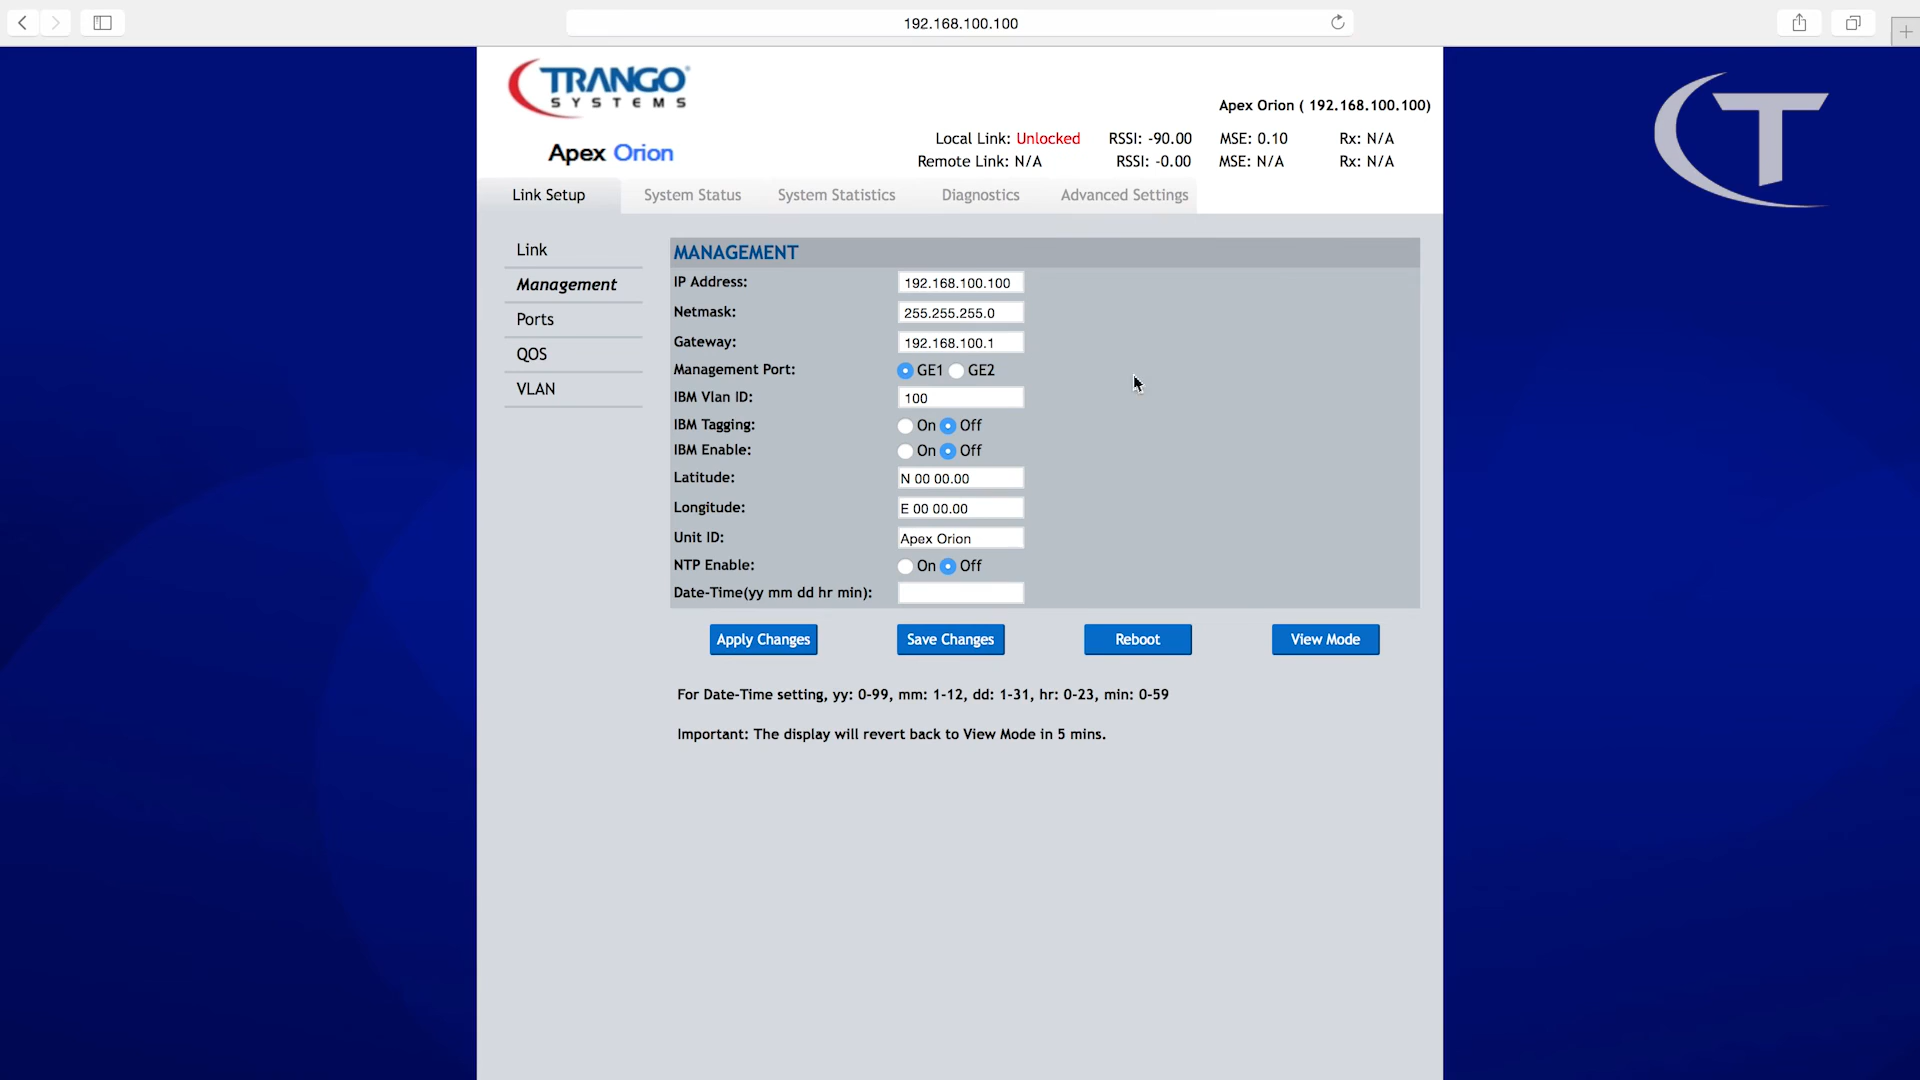 192.168.100.100
TRANGO®
SYSTEMS
Apex Orion ( 192.168.100.100)
Local Link: Unlocked RSSI: -90.00 MSE: 0.10 Rx: N/A
Apex Orion
Remote Link: N/A RSSI: -0.00 MSE: N/A Rx: N/A
Link Setup System Status System Statistics Diagnostics Advanced Settings
Link
Management
Ports
QOS
VLAN
MANAGEMENT
IP Address: 192.168.100.100
Netmask: 255.255.255.0
Gateway: 192.168.100.1
Management Port: GE1 GE2
IBM Vlan ID: 100
IBM Tagging: On Off
IBM Enable: On Off
Latitude: N 00 00.00
Longitude: E 00 00.00
Unit ID: Apex Orion
NTP Enable: On Off
Date-Time(yy mm dd hr min):
Apply Changes Save Changes Reboot View Mode
For Date-Time setting, yy: 0-99, mm: 1-12, dd: 1-31, hr: 0-23, min: 0-59
Important: The display will revert back to View Mode in 5 mins.
T